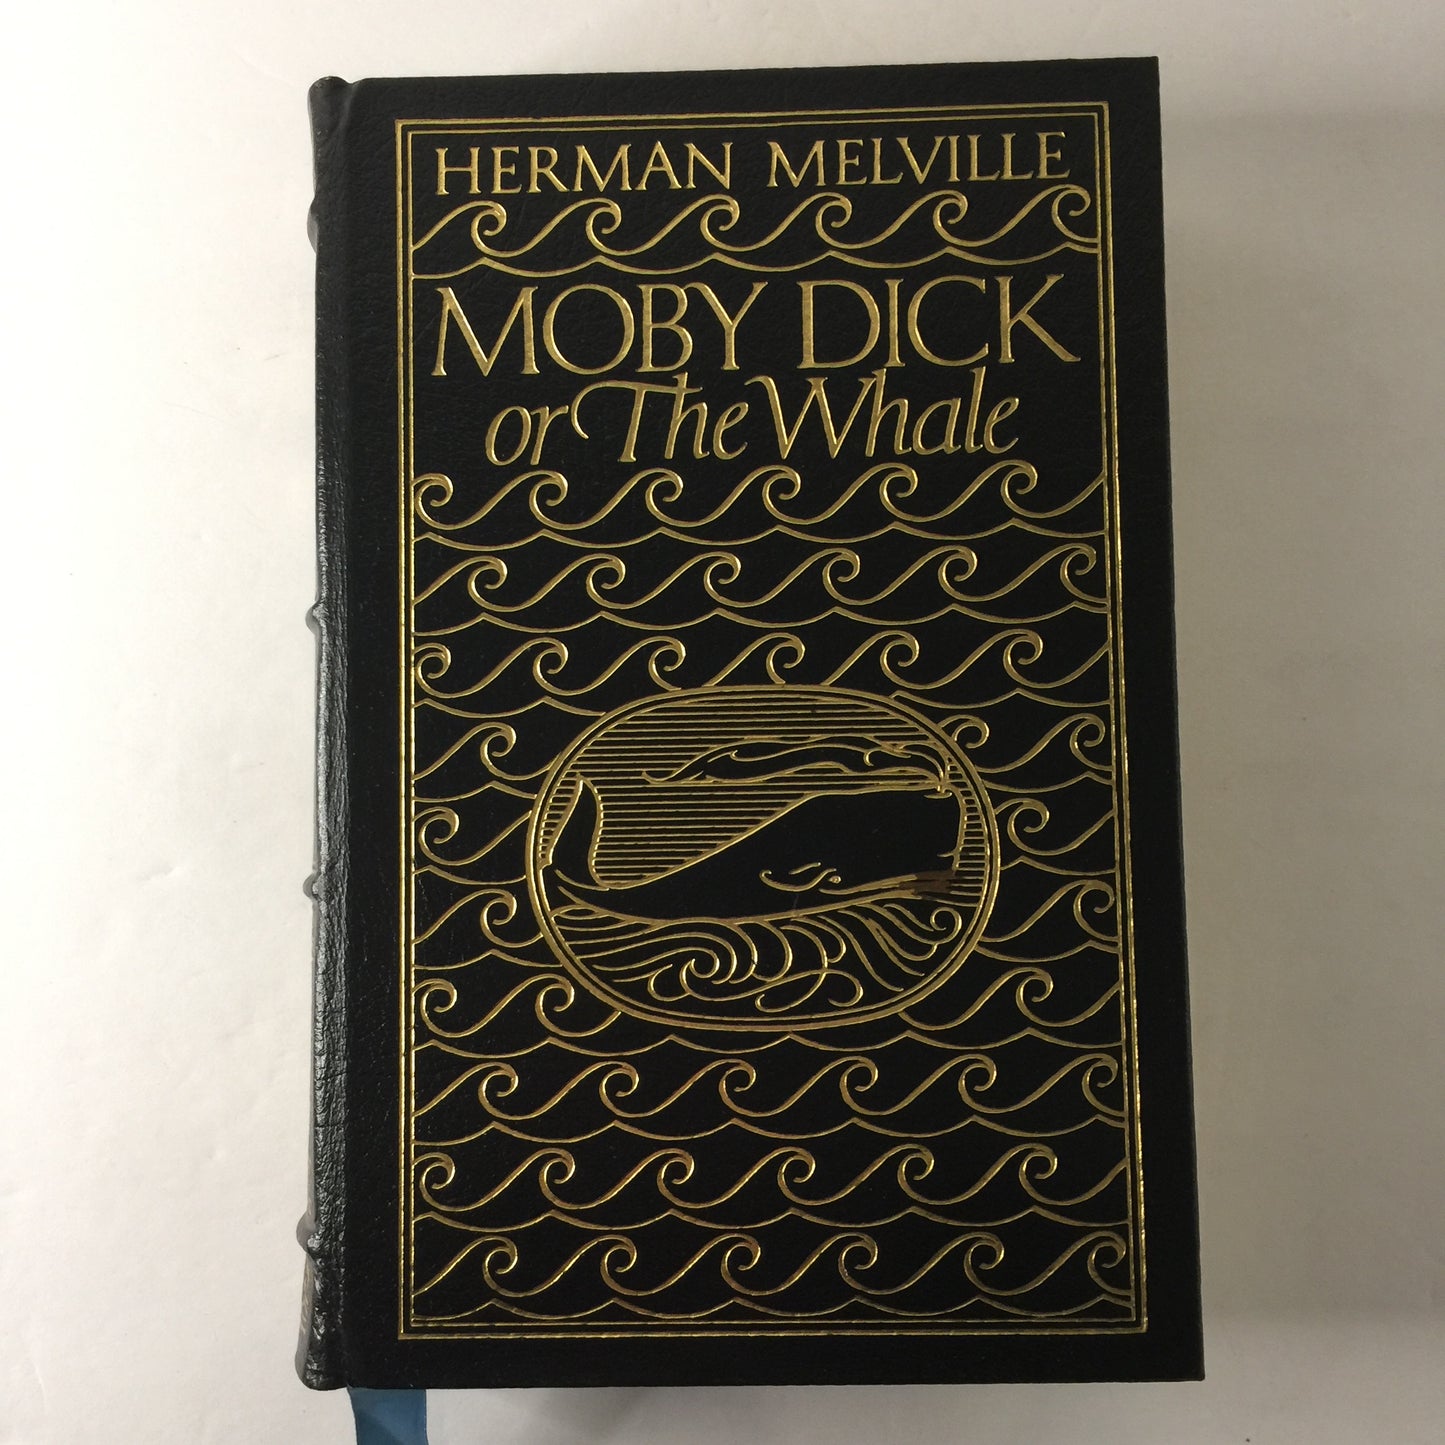 HERMAN MELVILLE
MOBY DICK
or The Whale